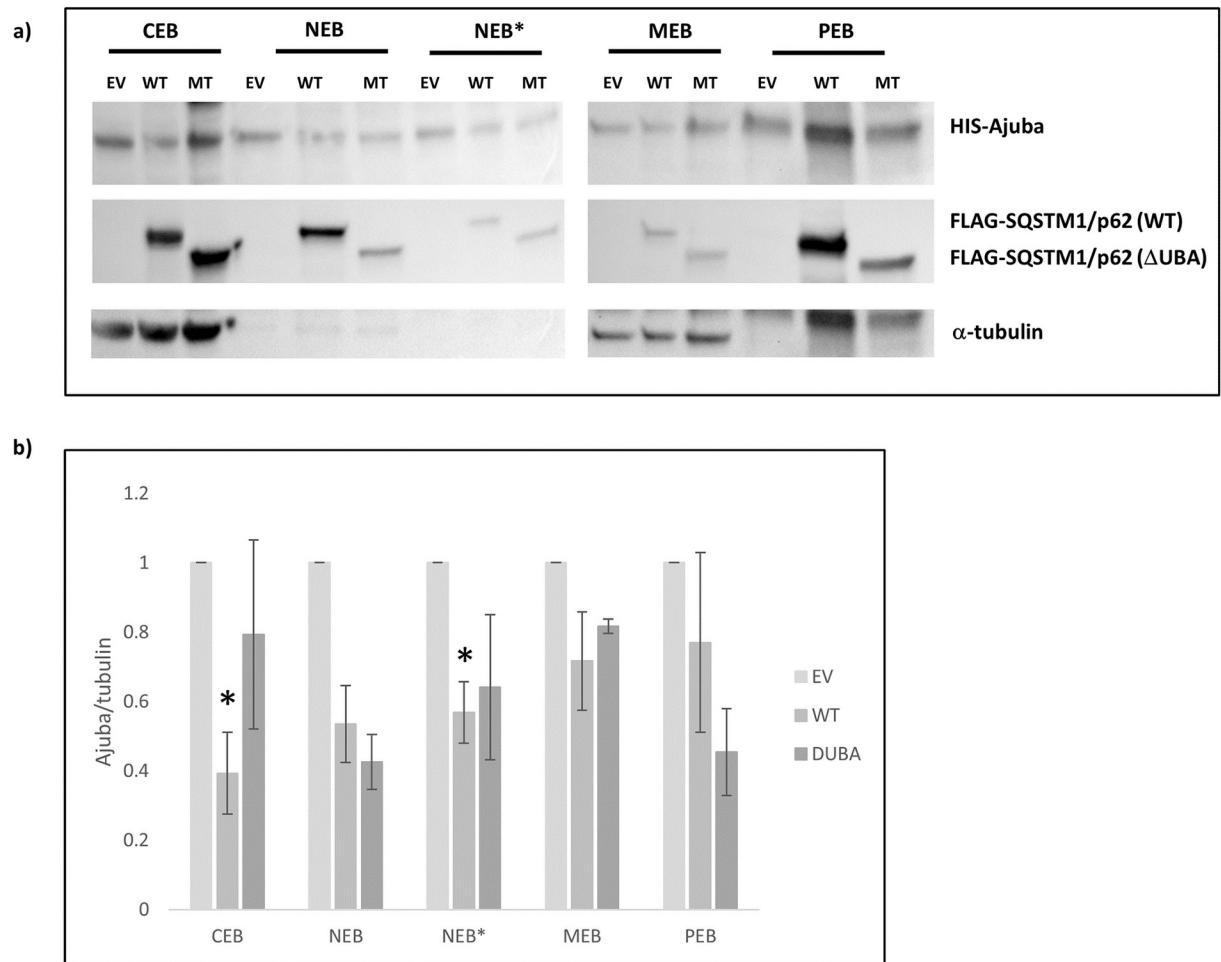 a)
CEB NEB NEB* MEB PEB
EV WT MT EV WT MT EV WT MT EV WT MT EV WT MT
HIS-Ajuba
FLAG-SQSTM1/p62 (WT)
FLAG-SQSTM1/p62 (ΔUBA)
α-tubulin
b)
1.2
1
0.8
0.6
0.4
0.2
0
Ajuba/tubulin
*
*
CEB NEB NEB* MEB PEB
EV
WT
DUBA